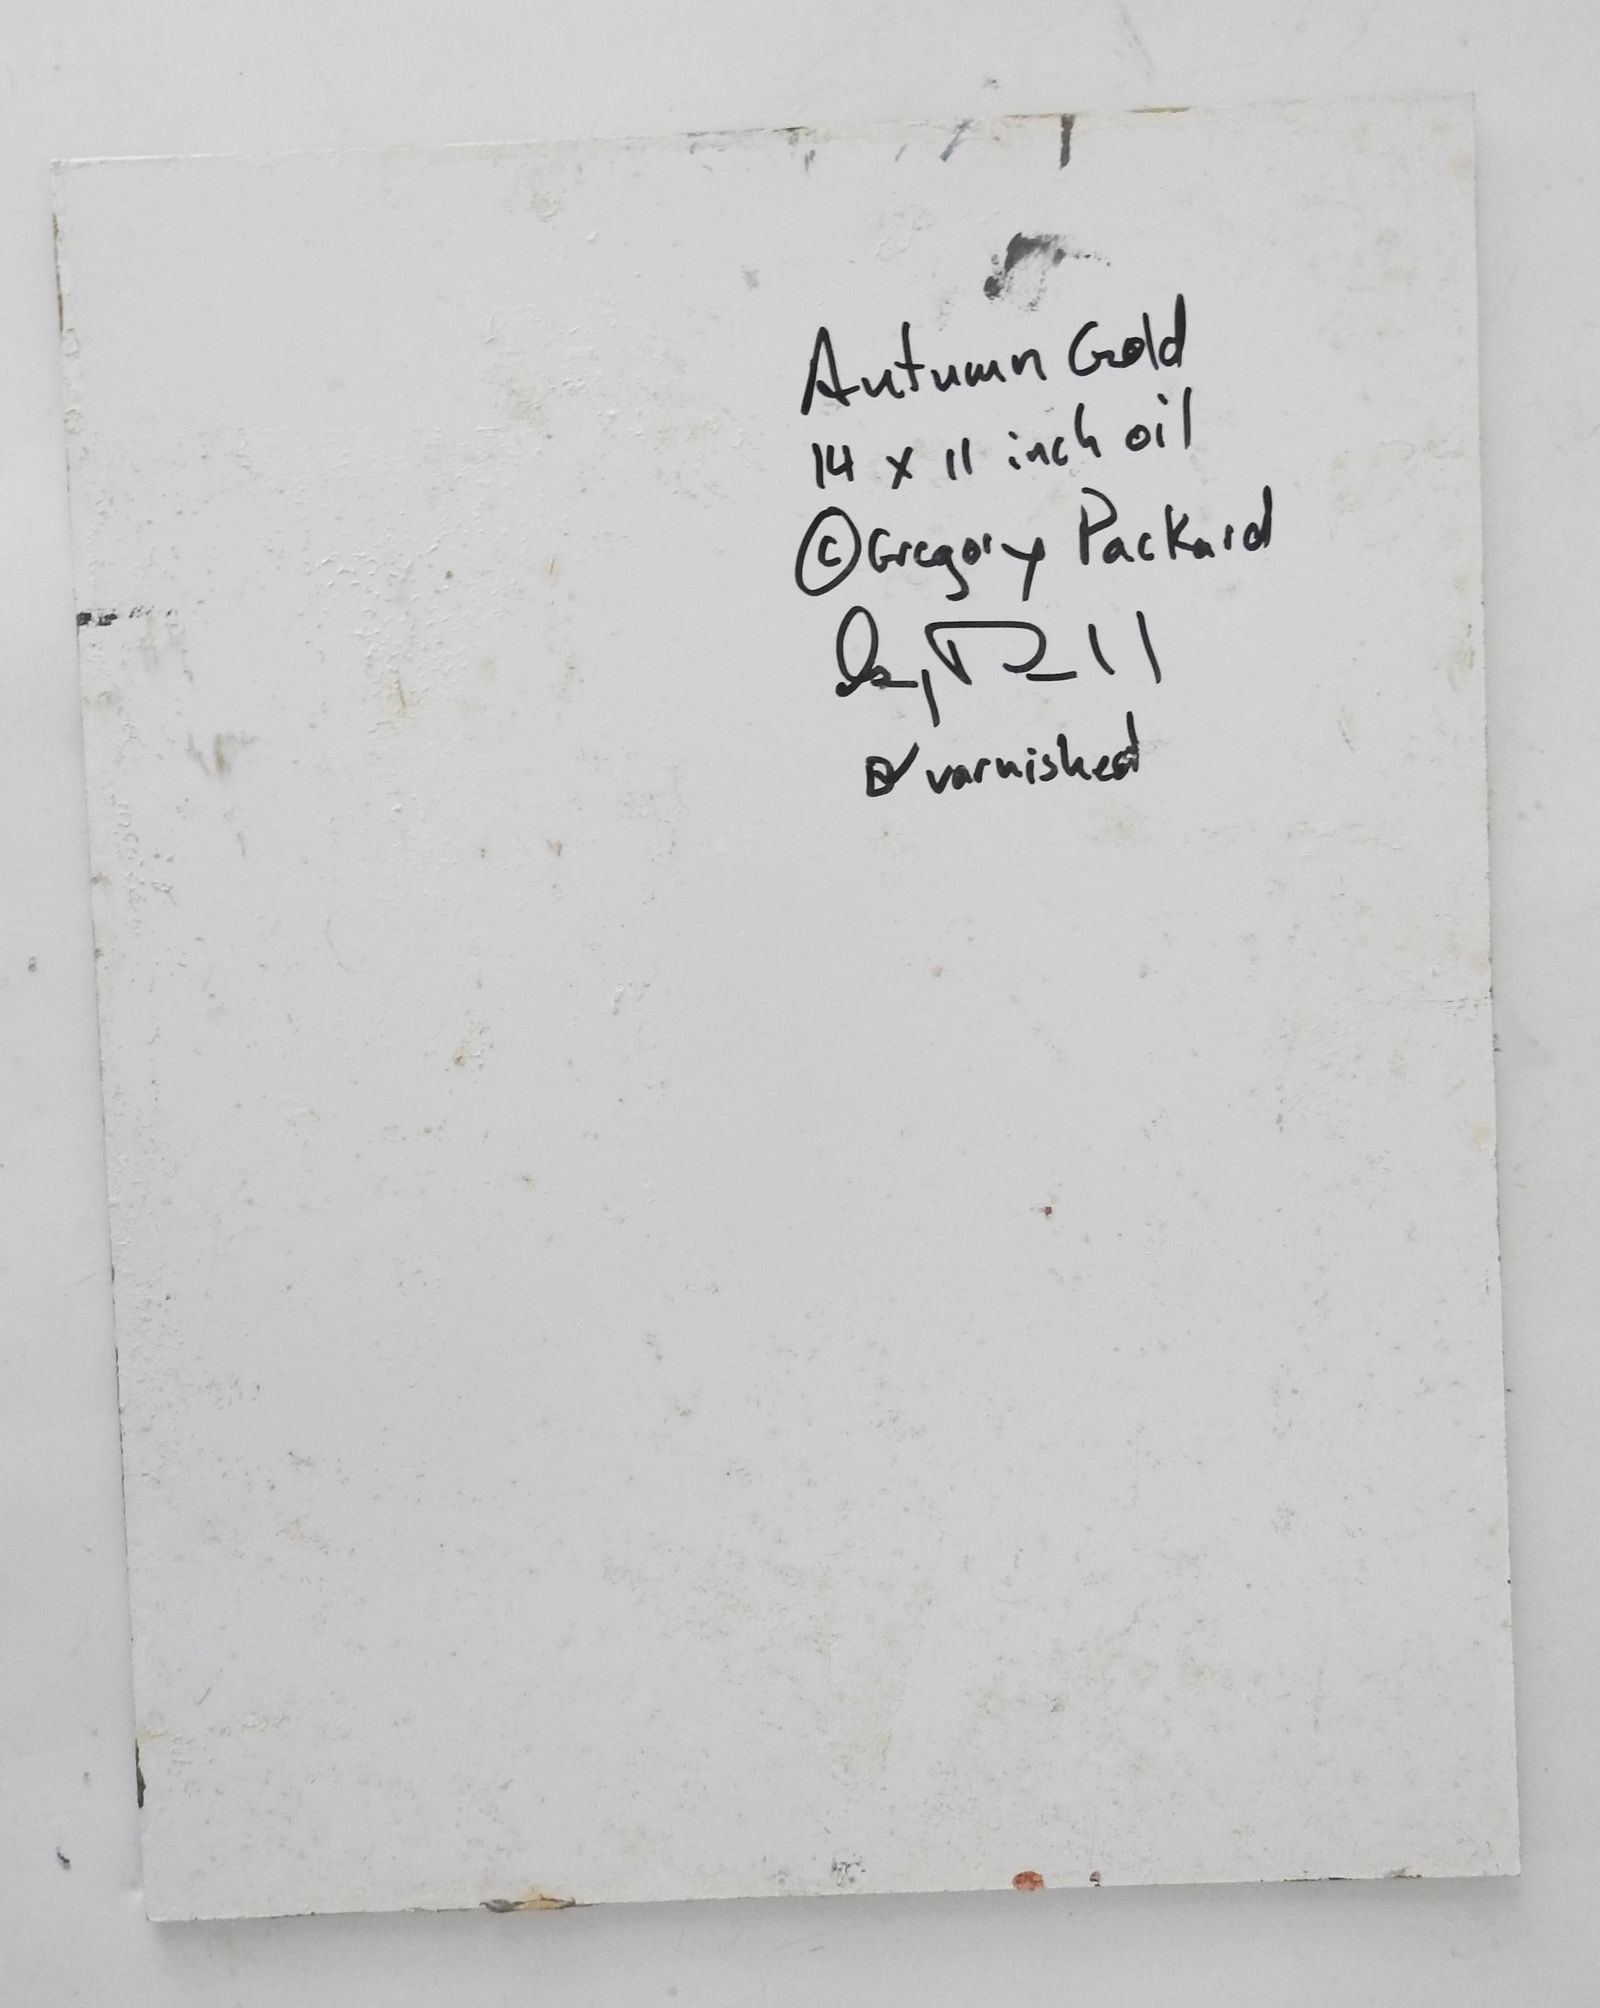 Autumn Gold
14 x 11 inch oil
© Gregory Packard
☑ varnished